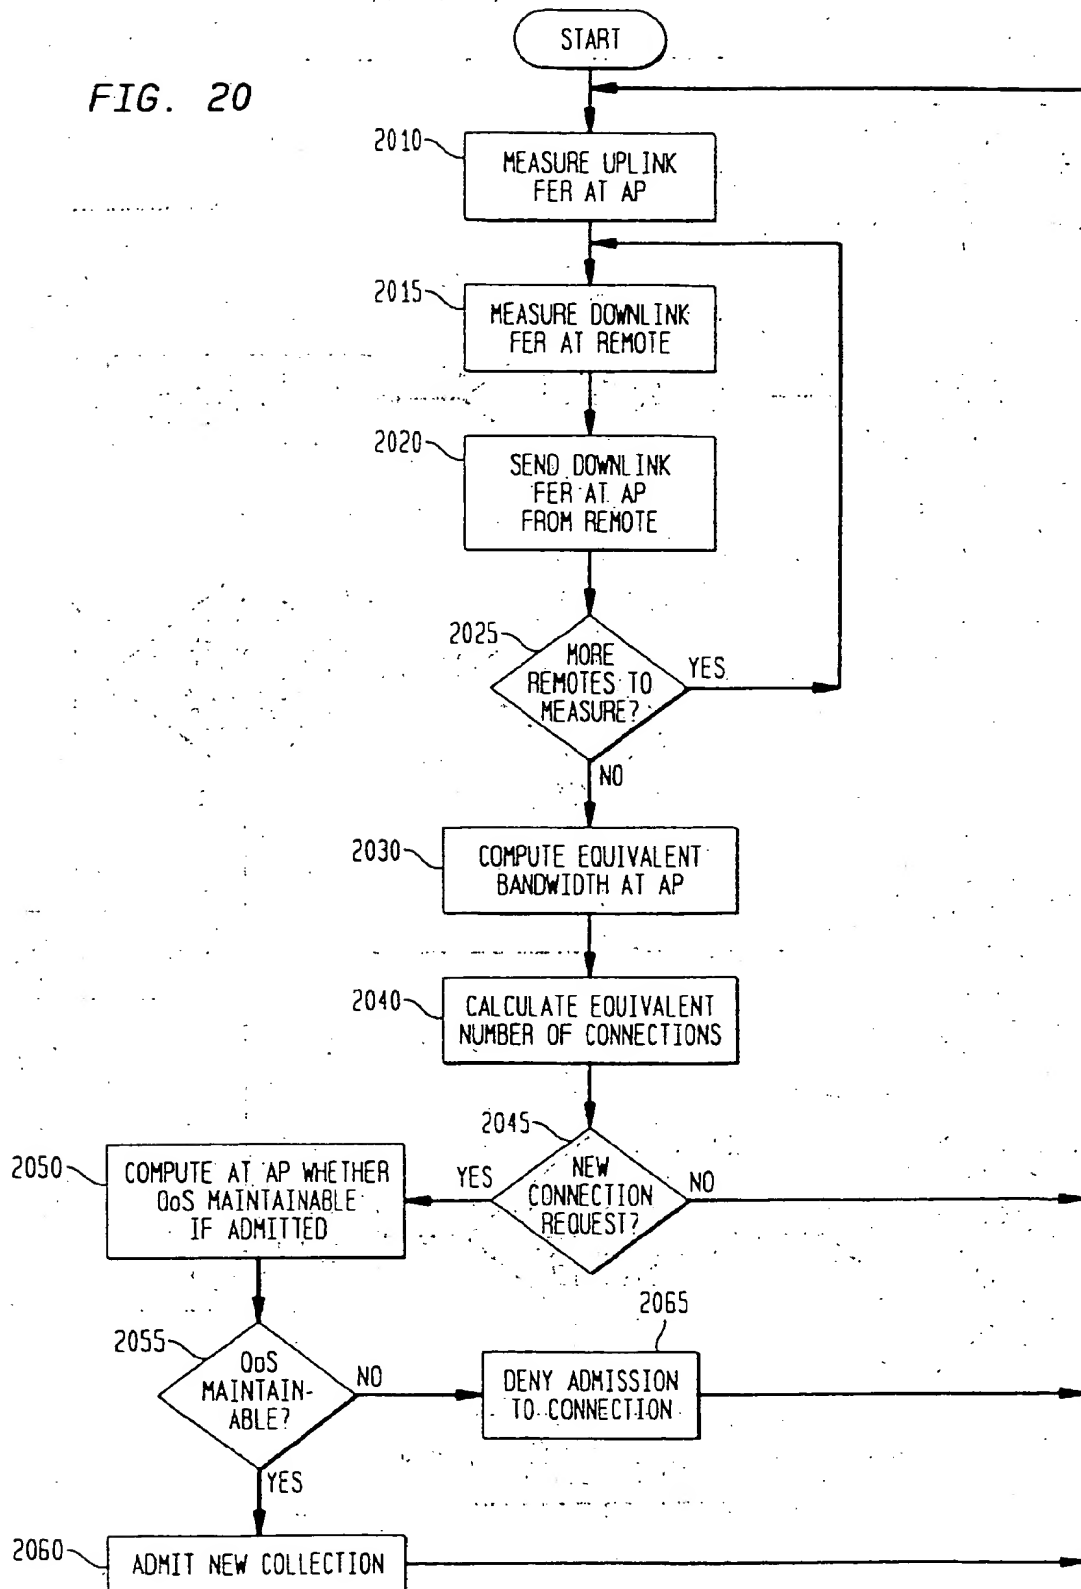 START
FIG. 20
2010
MEASURE UPLINK
FER AT AP
2015
MEASURE DOWNLINK
FER AT REMOTE
2020
SEND DOWNLINK
FER AT AP
FROM REMOTE
2025
MORE
REMOTES TO
MEASURE?
YES
NO
2030
COMPUTE EQUIVALENT
BANDWIDTH AT AP
2040
CALCULATE EQUIVALENT
NUMBER OF CONNECTIONS
2045
NEW
CONNECTION
REQUEST?
YES
NO
2050
COMPUTE AT AP WHETHER
QoS MAINTAINABLE
IF ADMITTED
2055
QoS
MAINTAIN-
ABLE?
NO
YES
2065
DENY ADMISSION
TO CONNECTION
2060
ADMIT NEW COLLECTION